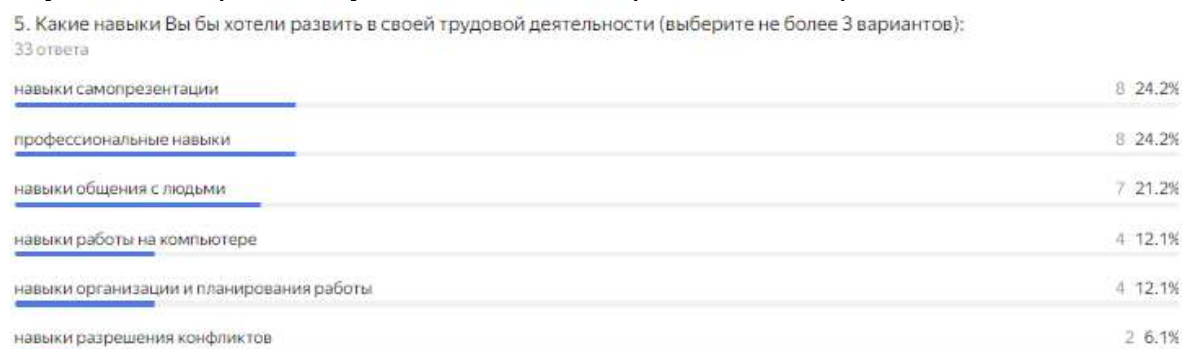 5. Какие навыки Вы бы хотели развить в своей трудовой деятельности (выберите не более 3 вариантов):
33 ответа
навыки самопрезентации 8 24.2%
профессиональные навыки 8 24.2%
навыки общения с людьми 7 21.2%
навыки работы на компьютере 4 12.1%
навыки организации и планирования работы 4 12.1%
навыки разрешения конфликтов 2 6.1%